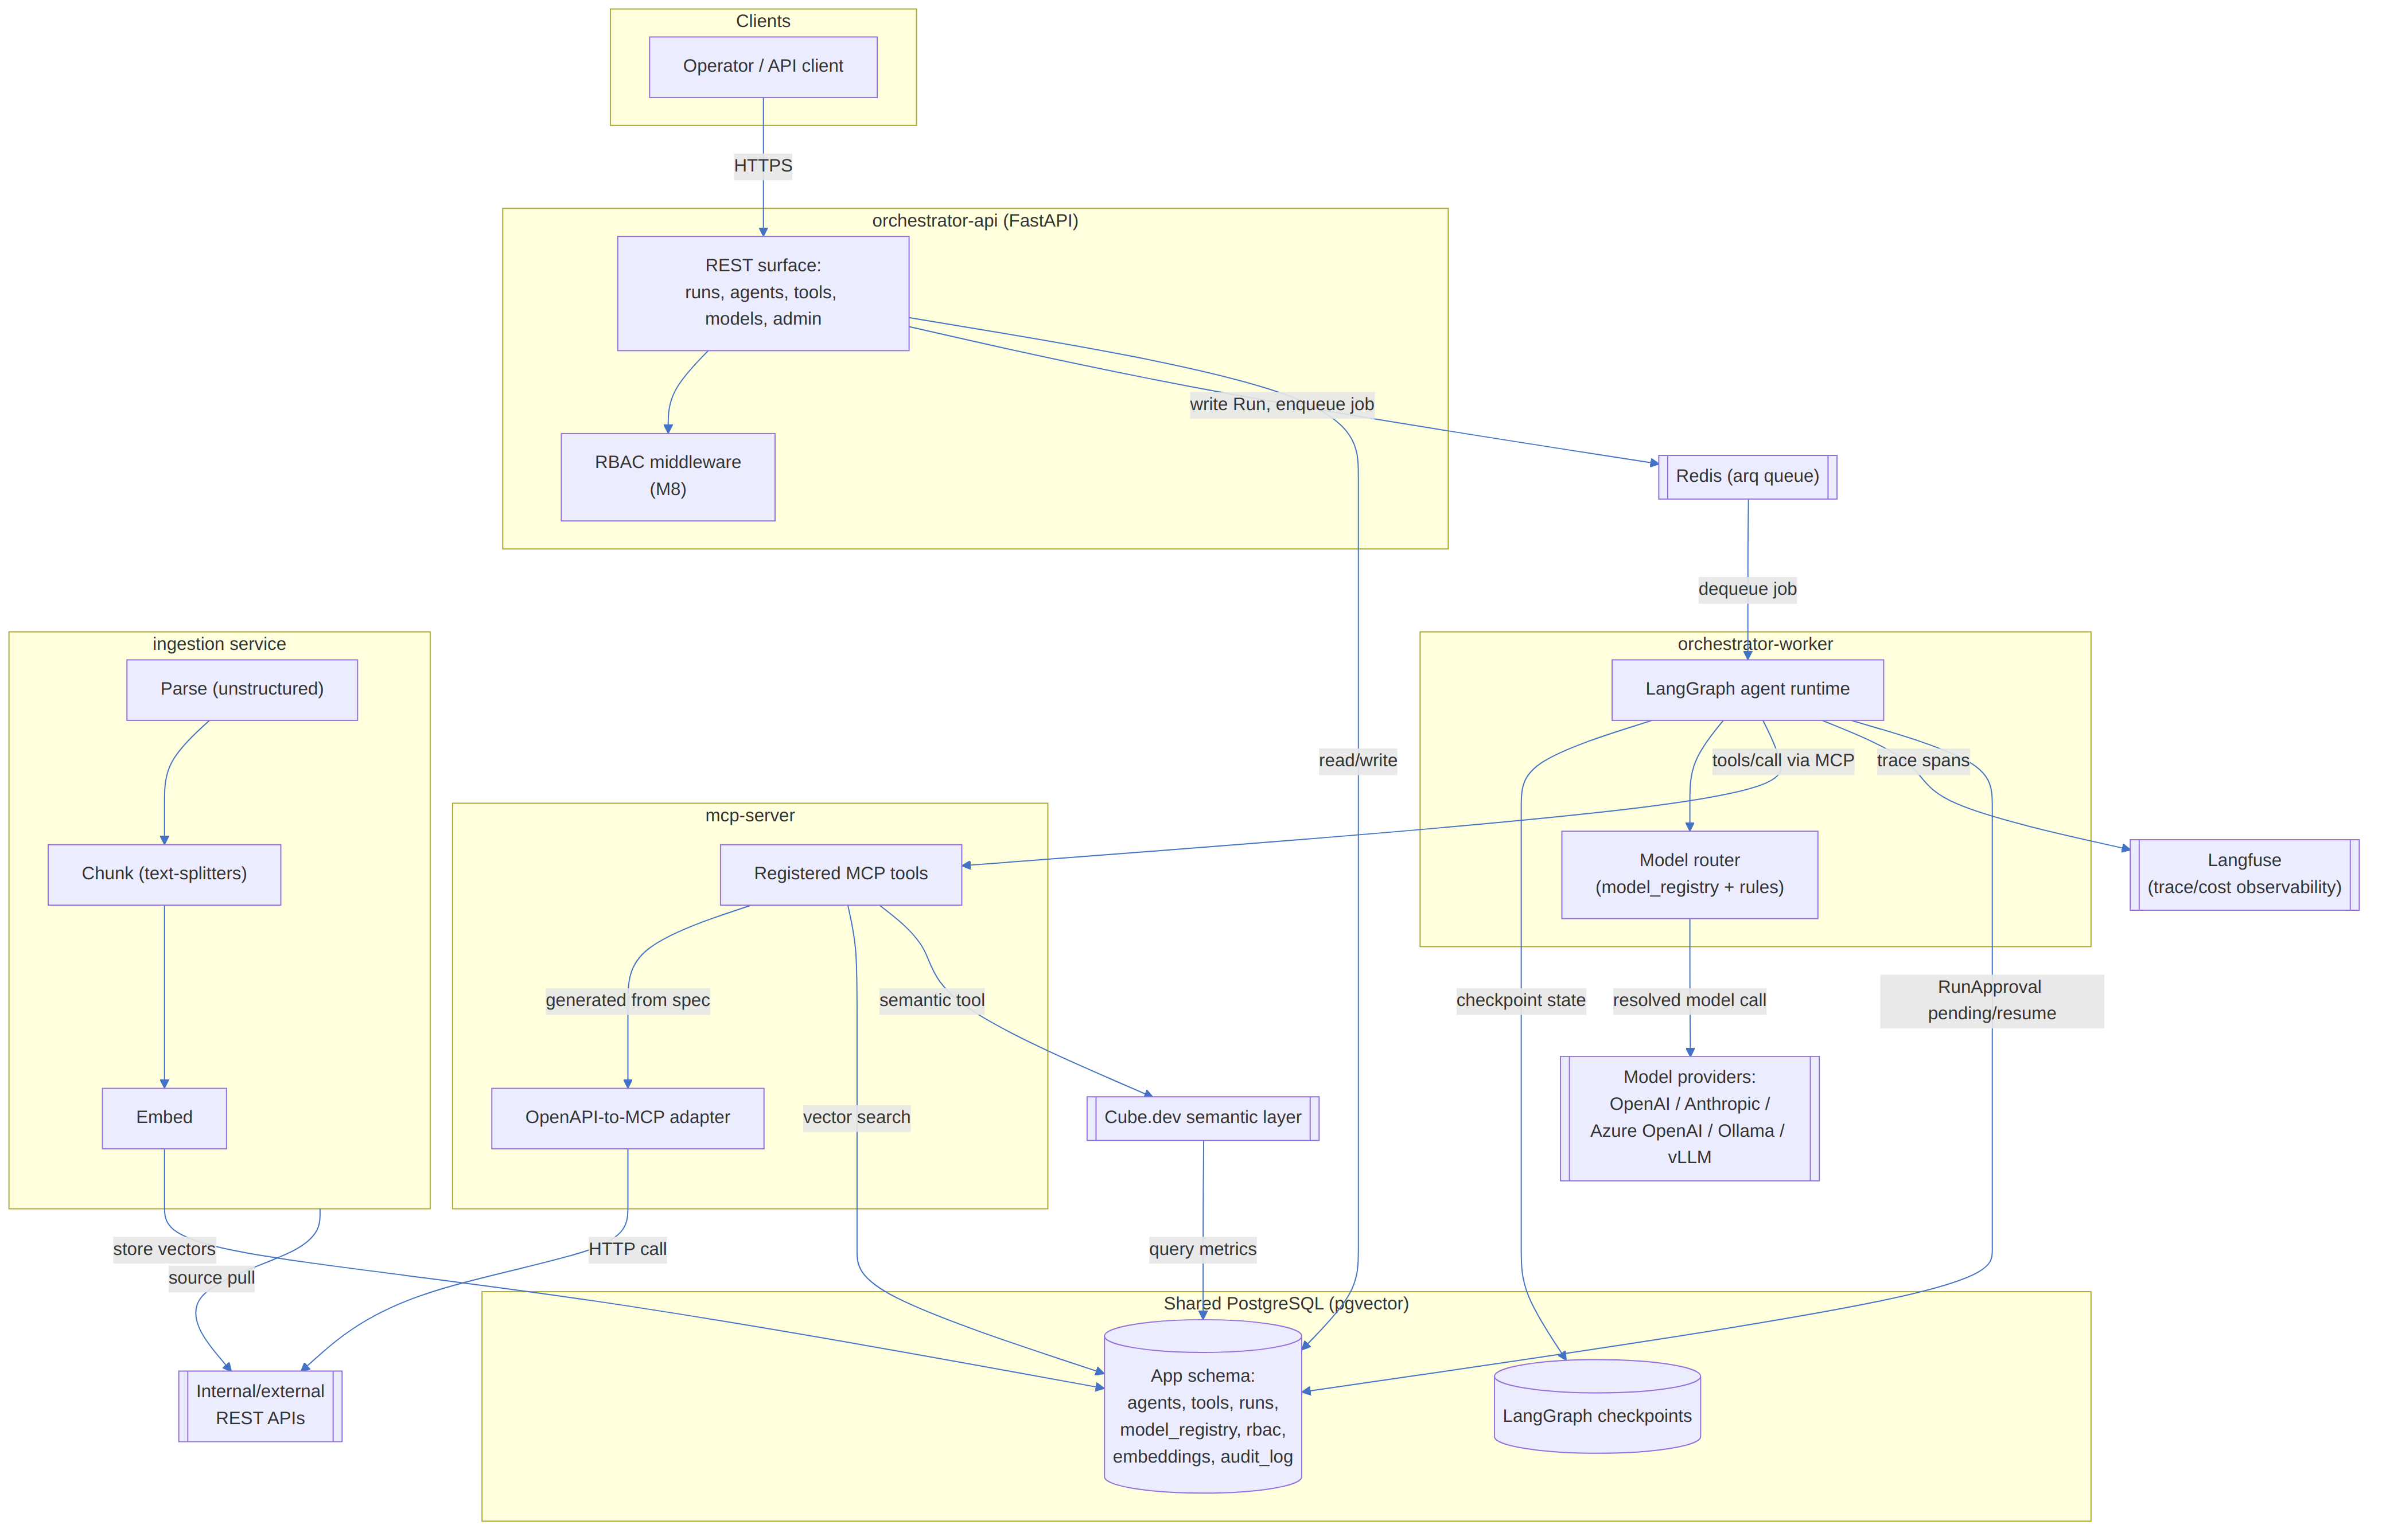 Clients
Operator / API client
HTTPS
orchestrator-api (FastAPI)
REST surface:
runs, agents, tools,
models, admin
write Run, enqueue job
RBAC middleware
(M8)
Redis (arq queue)
dequeue job
ingestion service
Parse (unstructured)
Chunk (text-splitters)
Embed
orchestrator-worker
LangGraph agent runtime
read/write
tools/call via MCP
trace spans
mcp-server
Registered MCP tools
Model router
(model_registry + rules)
Langfuse
(trace/cost observability)
generated from spec
semantic tool
checkpoint state
resolved model call
RunApproval
pending/resume
OpenAPI-to-MCP adapter
vector search
Cube.dev semantic layer
Model providers:
OpenAI / Anthropic /
Azure OpenAI / Ollama /
vLLM
store vectors
source pull
HTTP call
query metrics
Shared PostgreSQL (pgvector)
Internal/external
REST APIs
App schema:
agents, tools, runs,
model_registry, rbac,
embeddings, audit_log
LangGraph checkpoints